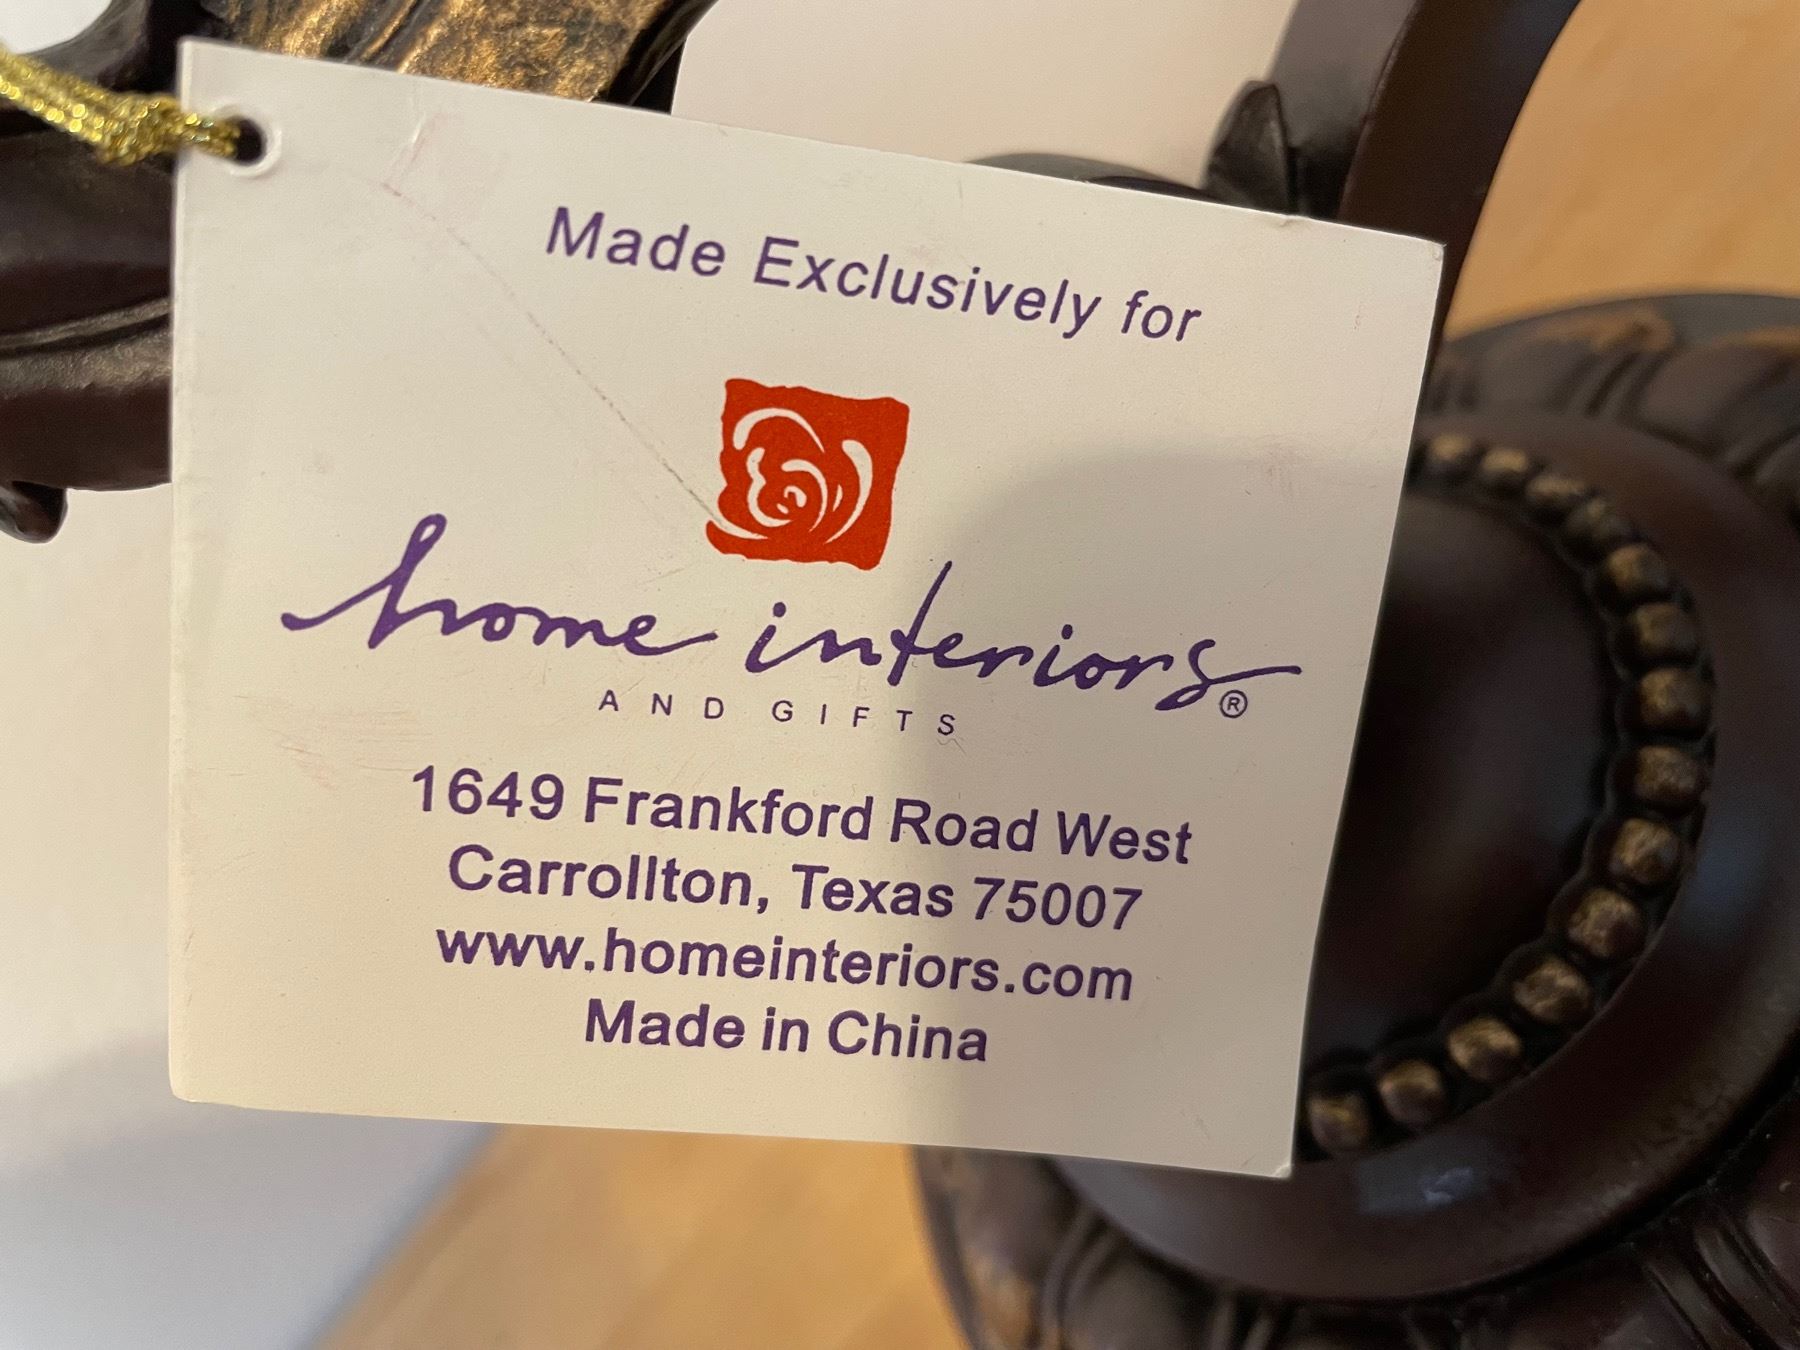 Made Exclusively for
home interiors®
AND GIFTS
1649 Frankford Road West
Carrollton, Texas 75007
www.homeinteriors.com
Made in China